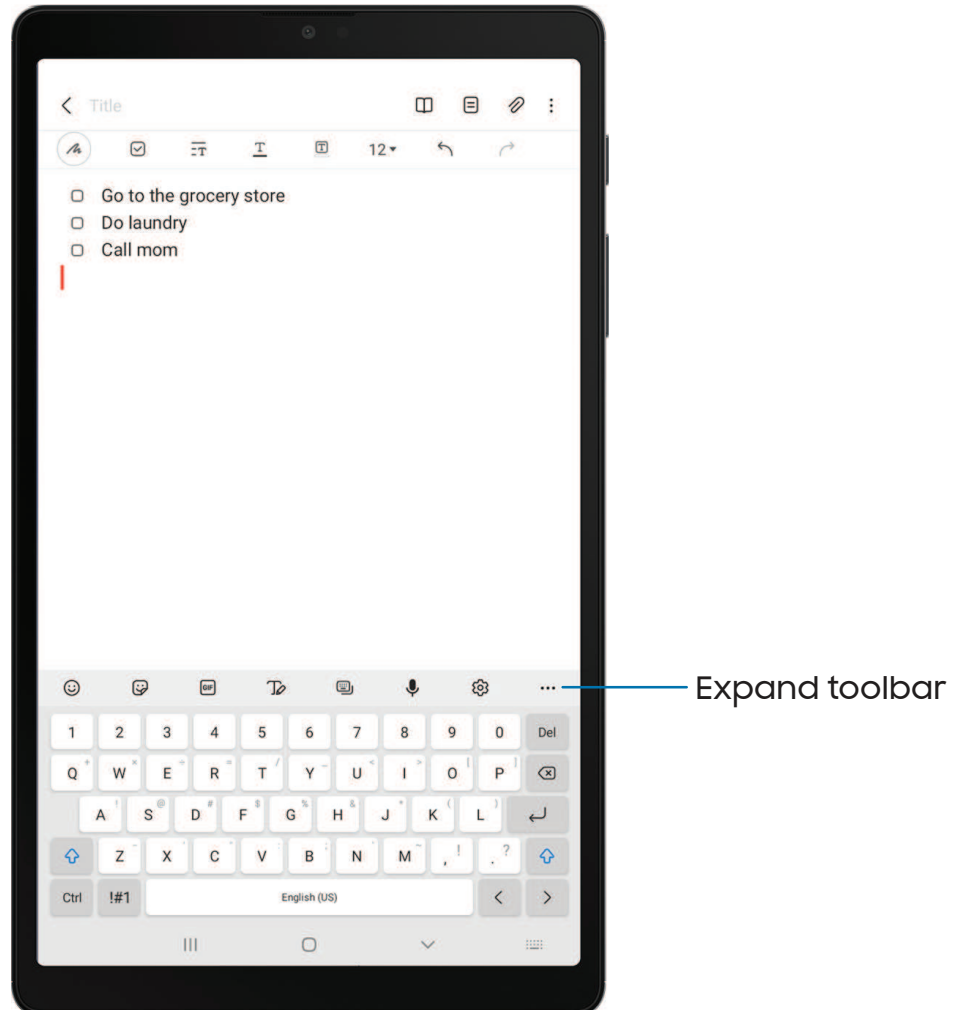 Title
T T T 12
Go to the grocery store
Do laundry
Call mom
GIF T
Expand toolbar
1 2 3 4 5 6 7 8 9 0 Del
Q + W × E ÷ R = T / Y _ U < I > O [ P ]
A ! S @ D # F $ G % H & J * K ( L )
Z - X ' C " V : B ; N ' M ~ , ! . ?
Ctrl !#1 English (US) < >